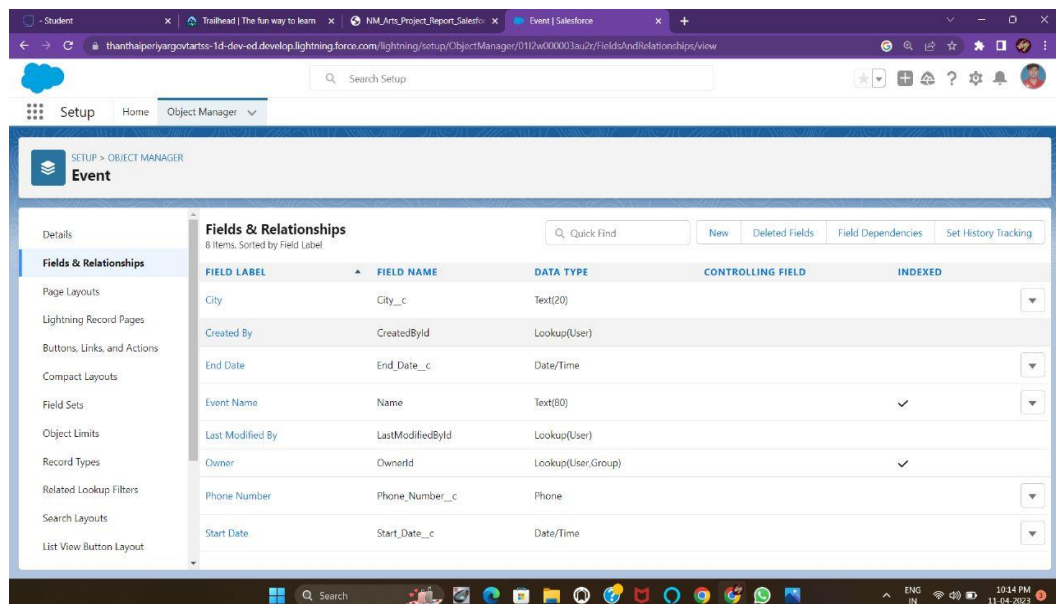 - Student
Trailhead | The fun way to learn
NM_Arts_Project_Report_Salesfor
Event | Salesforce
thanthaiperiyargovtartss-1d-dev-ed.develop.lightning.force.com/lightning/setup/ObjectManager/01I2w000003au2r/FieldsAndRelationships/view
Search Setup
Setup Home Object Manager
SETUP > OBJECT MANAGER
Event
Details
Fields & Relationships
Page Layouts
Lightning Record Pages
Buttons, Links, and Actions
Compact Layouts
Field Sets
Object Limits
Record Types
Related Lookup Filters
Search Layouts
List View Button Layout
Fields & Relationships
8 Items, Sorted by Field Label
Quick Find
New Deleted Fields Field Dependencies Set History Tracking
FIELD LABEL FIELD NAME DATA TYPE CONTROLLING FIELD INDEXED
City City__c Text(20)
Created By CreatedById Lookup(User)
End Date End_Date__c Date/Time
Event Name Name Text(80)
Last Modified By LastModifiedById Lookup(User)
Owner OwnerId Lookup(User,Group)
Phone Number Phone_Number__c Phone
Start Date Start_Date__c Date/Time
Search
ENG
IN
10:14 PM
11-04-2023
3